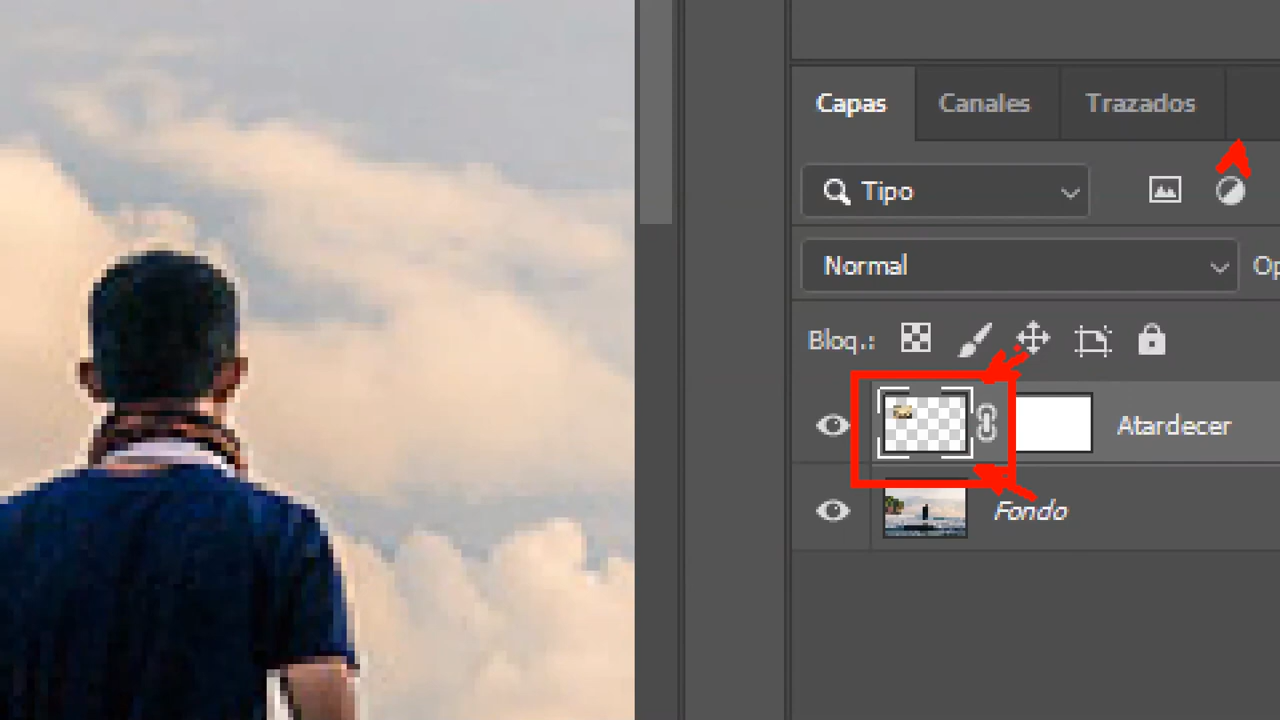 Capas Canales Trazados
Tipo
Normal Op
Bloq.:
Atardecer
Fondo